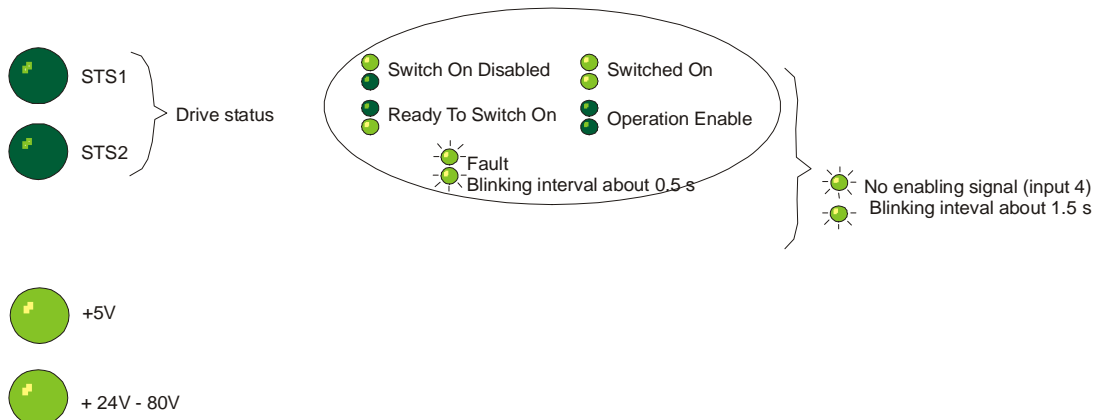 STS1
STS2
Drive status
Switch On Disabled
Switched On
Ready To Switch On
Operation Enable
Fault
Blinking interval about 0.5 s
No enabling signal (input 4)
Blinking inteval about 1.5 s
+5V
+ 24V - 80V